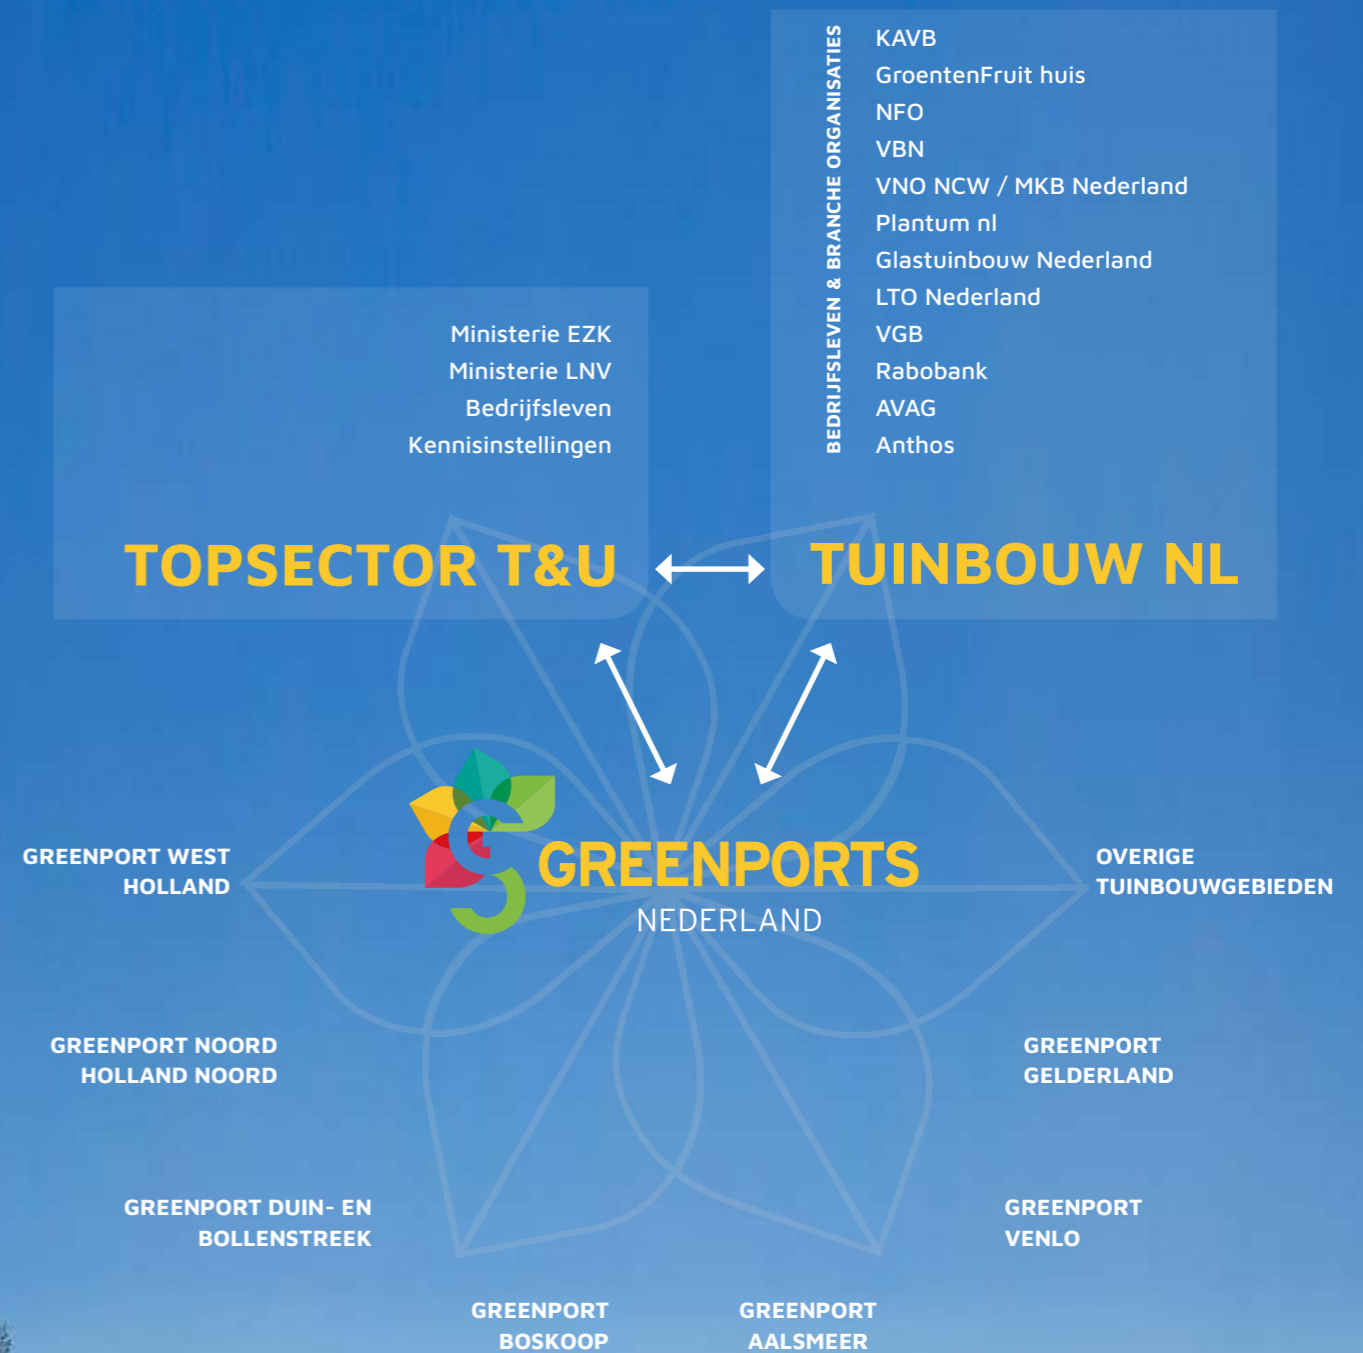 BEDRIJFSLEVEN & BRANCHE ORGANISATIES
KAVB
GroentenFruit huis
NFO
VBN
VNO NCW / MKB Nederland
Plantum nl
Glastuinbouw Nederland
LTO Nederland
VGB
Rabobank
AVAG
Anthos
Ministerie EZK
Ministerie LNV
Bedrijfsleven
Kennisinstellingen
TOPSECTOR T&U
TUINBOUW NL
GREENPORTS
NEDERLAND
GREENPORT WEST
HOLLAND
OVERIGE
TUINBOUWGEBIEDEN
GREENPORT NOORD
HOLLAND NOORD
GREENPORT
GELDERLAND
GREENPORT DUIN- EN
BOLLENSTREEK
GREENPORT
VENLO
GREENPORT
BOSKOOP
GREENPORT
AALSMEER